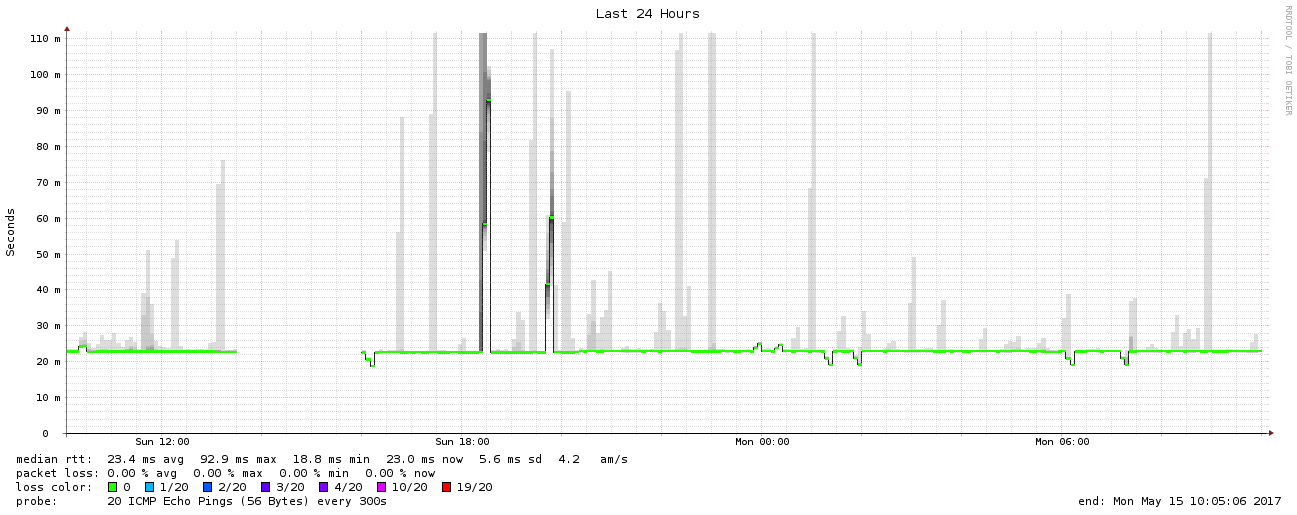 Last 24 Hours
RRDTOOL / TOBI OETIKER
Seconds
110 m
100 m
90 m
80 m
70 m
60 m
50 m
40 m
30 m
20 m
10 m
0
Sun 12:00 Sun 18:00 Mon 00:00 Mon 06:00
median rtt: 23.4 ms avg 92.9 ms max 18.8 ms min 23.0 ms now 5.6 ms sd 4.2 am/s
packet loss: 0.00 % avg 0.00 % max 0.00 % min 0.00 % now
loss color: 0 1/20 2/20 3/20 4/20 10/20 19/20
probe: 20 ICMP Echo Pings (56 Bytes) every 300s end: Mon May 15 10:05:06 2017